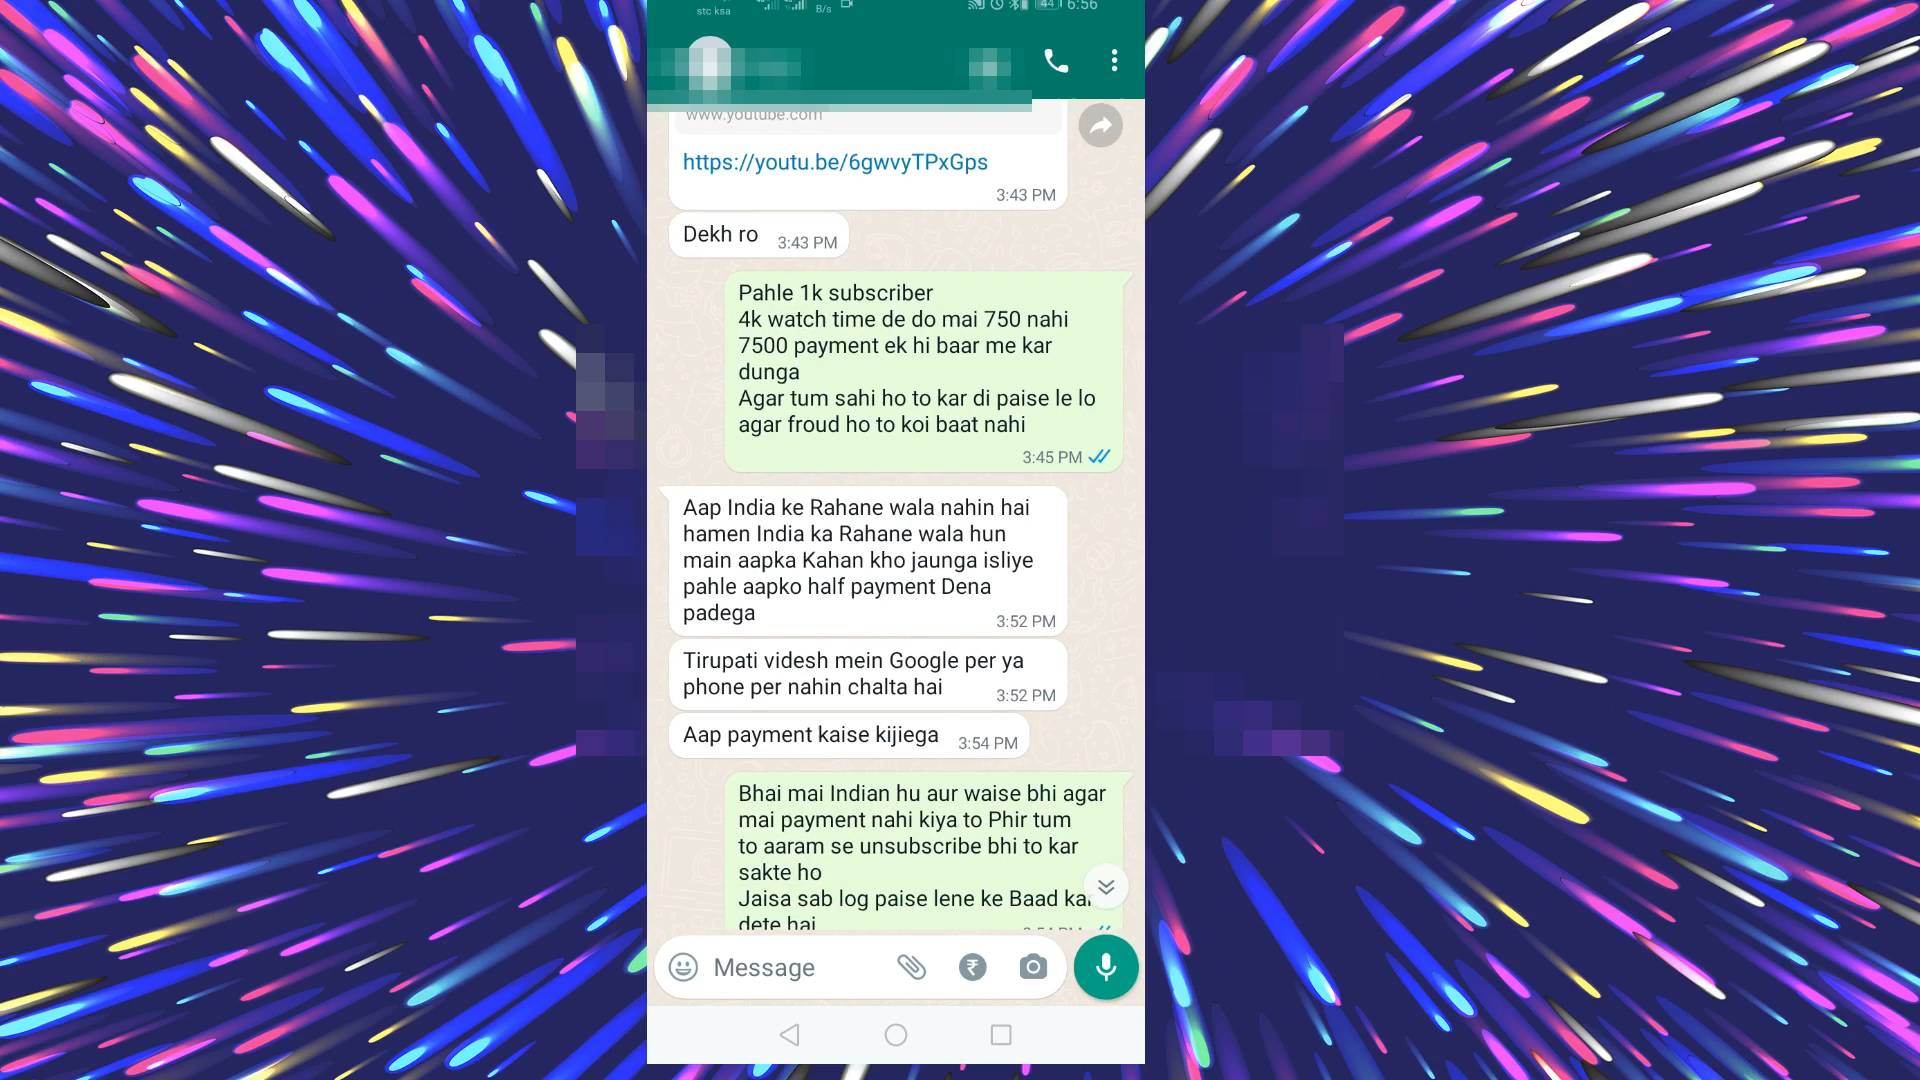 stc ksa
B/s
44
6:56
www.youtube.com
https://youtu.be/6gwvyTPxGps
3:43 PM
Dekh ro
3:43 PM
Pahle 1k subscriber
4k watch time de do mai 750 nahi
7500 payment ek hi baar me kar
dunga
Agar tum sahi ho to kar di paise le lo
agar froud ho to koi baat nahi
3:45 PM
Aap India ke Rahane wala nahin hai
hamen India ka Rahane wala hun
main aapka Kahan kho jaunga isliye
pahle aapko half payment Dena
padega
3:52 PM
Tirupati videsh mein Google per ya
phone per nahin chalta hai
3:52 PM
Aap payment kaise kijiega
3:54 PM
Bhai mai Indian hu aur waise bhi agar
mai payment nahi kiya to Phir tum
to aaram se unsubscribe bhi to kar
sakte ho
Jaisa sab log paise lene ke Baad kar
dete hai
3:54 PM
Message
₹